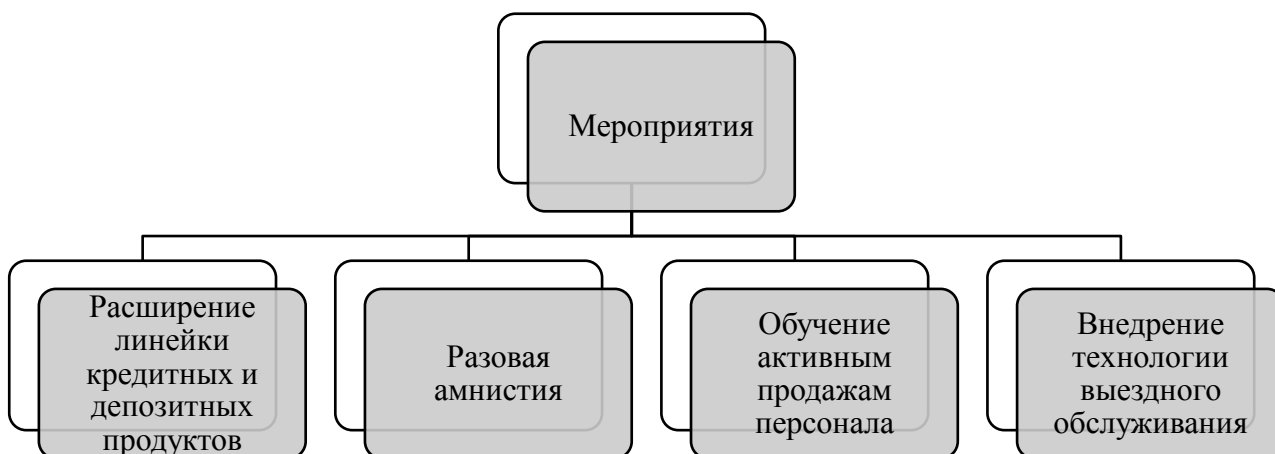 Мероприятия
Расширение
линейки
кредитных и
депозитных
продуктов
Разовая
амнистия
Обучение
активным
продажам
персонала
Внедрение
технологии
выездного
обслуживания